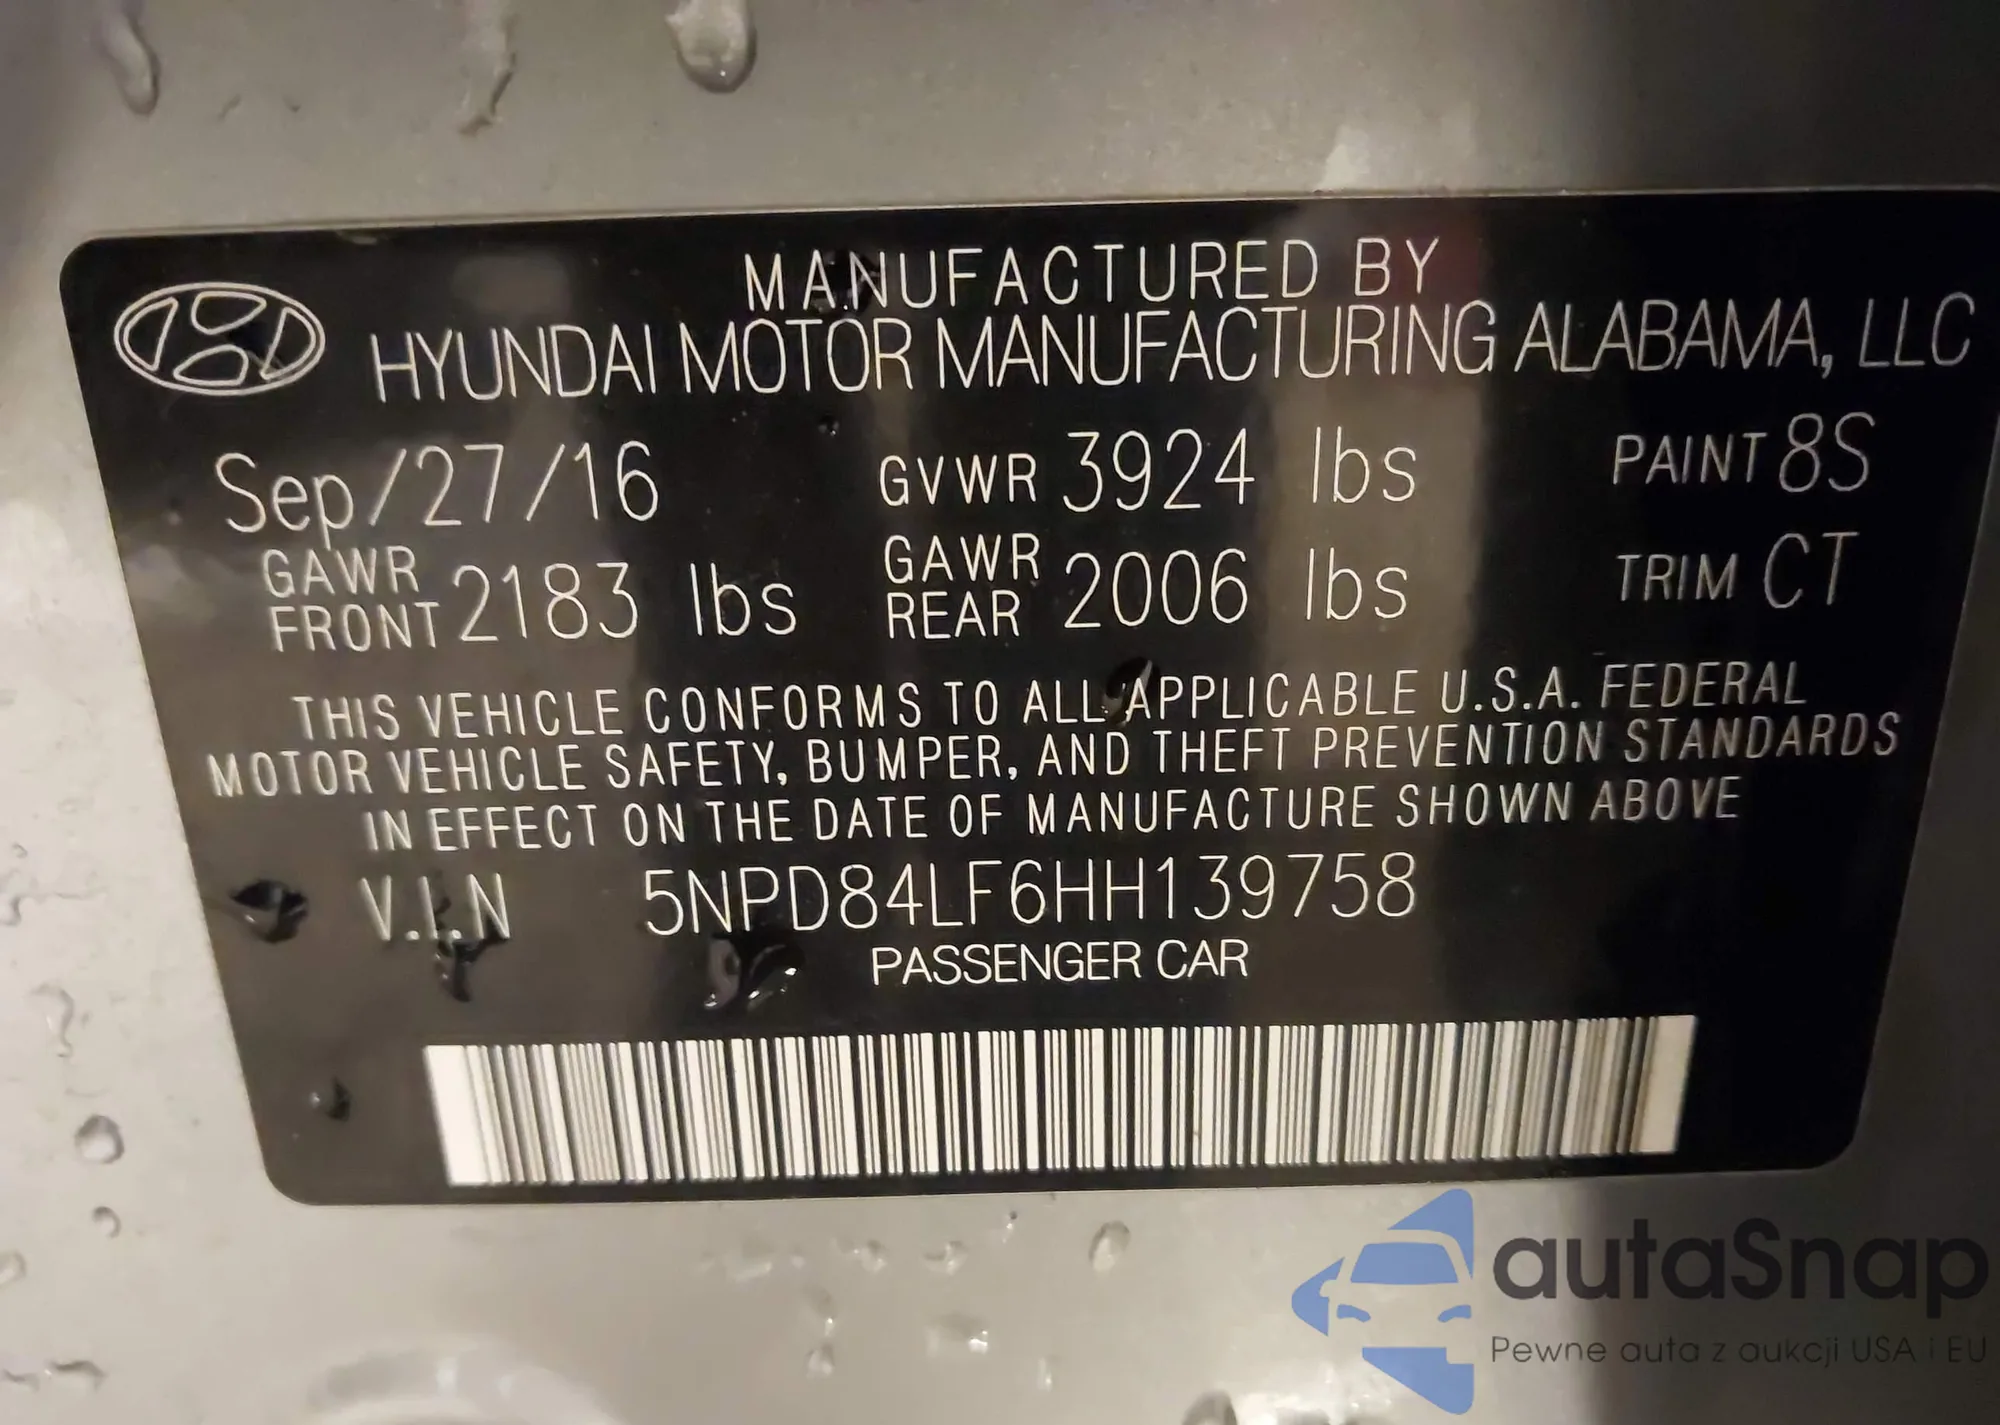 MANUFACTURED BY
HYUNDAI MOTOR MANUFACTURING ALABAMA, LLC
Sep/27/16 GVWR 3924 lbs PAINT 8S
GAWR FRONT 2183 lbs GAWR REAR 2006 lbs TRIM CT
THIS VEHICLE CONFORMS TO ALL APPLICABLE U.S.A. FEDERAL
MOTOR VEHICLE SAFETY, BUMPER, AND THEFT PREVENTION STANDARDS
IN EFFECT ON THE DATE OF MANUFACTURE SHOWN ABOVE
V.I.N 5NPD84LF6HH139758
PASSENGER CAR
autaSnap
Pewne auta z aukcji USA i EU